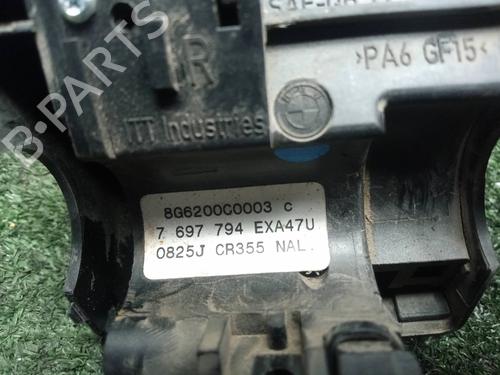 R
>PA6 GF15<
ITT Industries
8G6200C0003 c
7 697 794 EXA47U
0825J CR355 NAL.
B-PARTS